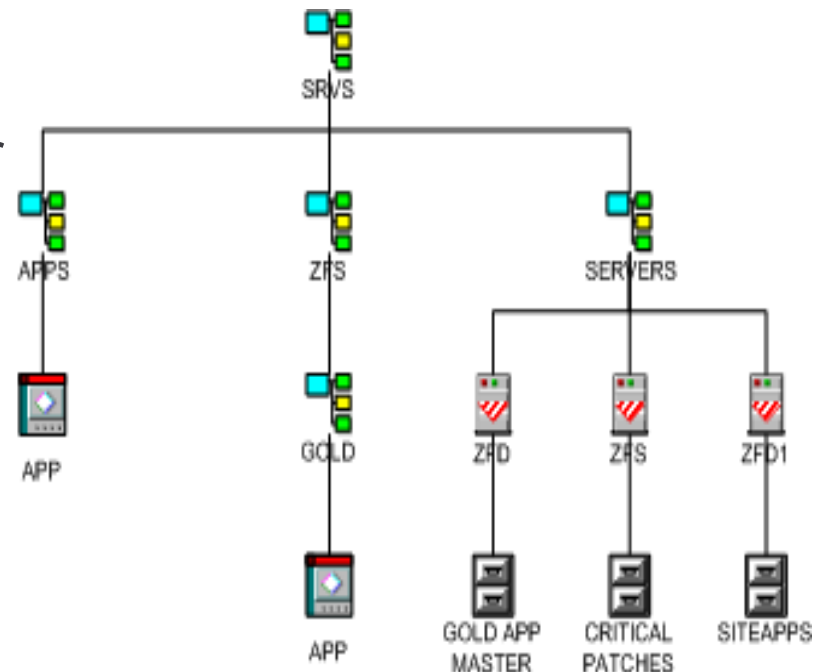 SRVS
APPS
ZFS
SERVERS
APP
GOLD
ZFD
ZFS
ZFD1
APP
GOLD APP
MASTER
CRITICAL
PATCHES
SITEAPPS